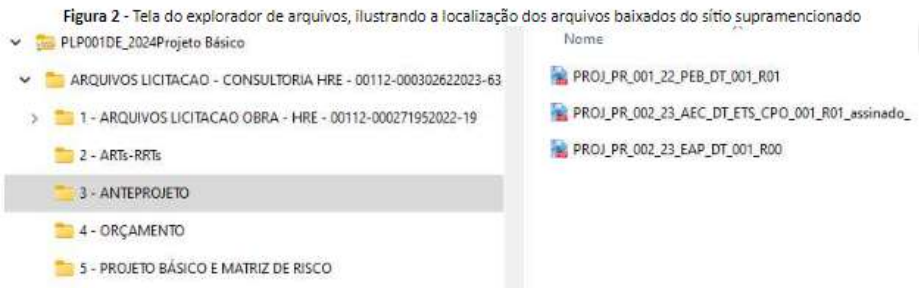 Figura 2 - Tela do explorador de arquivos, ilustrando a localização dos arquivos baixados do sítio supramencionado
PLP001DE_2024Projeto Básico
ARQUIVOS LICITACAO - CONSULTORIA HRE - 00112-000302622023-63
1 - ARQUIVOS LICITACAO OBRA - HRE - 00112-000271952022-19
2 - ARTs-RRTs
3 - ANTEPROJETO
4 - ORÇAMENTO
5 - PROJETO BÁSICO E MATRIZ DE RISCO
Nome
PROJ_PR_001_22_PEB_DT_001_R01
PROJ_PR_002_23_AEC_DT_ETS_CPO_001_R01_assinado_
PROJ_PR_002_23_EAP_DT_001_R00